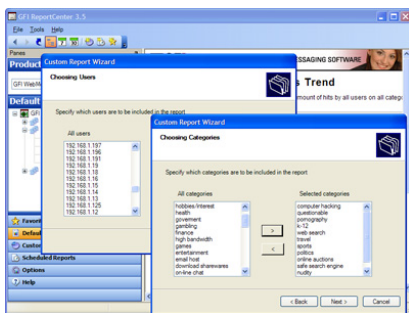 GFI ReportCenter 3.5
File Tools Help
Panes
Product
GFI WebM
Default
GFI
Favorit
Default
Custom
Scheduled Reports
Options
Help
ESSAGING SOFTWARE
s Trend
mount of hits by all users on all categ
Custom Report Wizard
Choosing Users
Specify which users are to be included in the report
All users
192.168.1.197
192.168.1.196
192.168.1.191
192.168.1.19
192.168.1.18
192.168.1.16
192.168.1.15
192.168.1.14
192.168.1.13
192.168.1.125
192.168.1.12
Custom Report Wizard
Choosing Categories
Specify which categories are to be included in the report
All categories
hobbies/interest
health
goverment
gambling
finance
high bandwidth
games
entertainment
email host
download sharewares
on-line chat
>
<
Selected categories
computer hacking
questionable
pornography
k-12
web search
travel
sports
politics
online auctions
safe search engine
nudity
< Back
Next >
Cancel